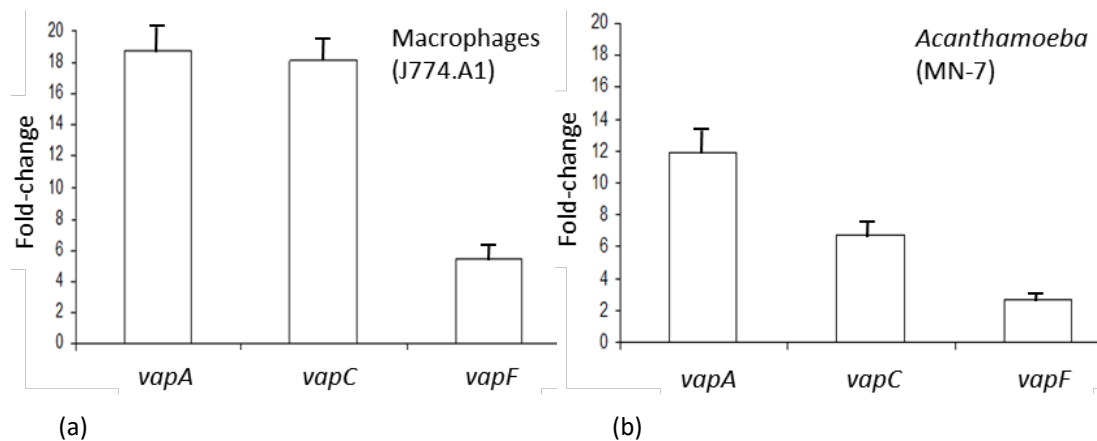 20
18
16
14
12
10
8
6
4
2
0
Fold-change
Macrophages
(J774.A1)
vapA vapC vapF
(a)
20
18
16
14
12
10
8
6
4
2
0
Fold-change
Acanthamoeba
(MN-7)
vapA vapC vapF
(b)